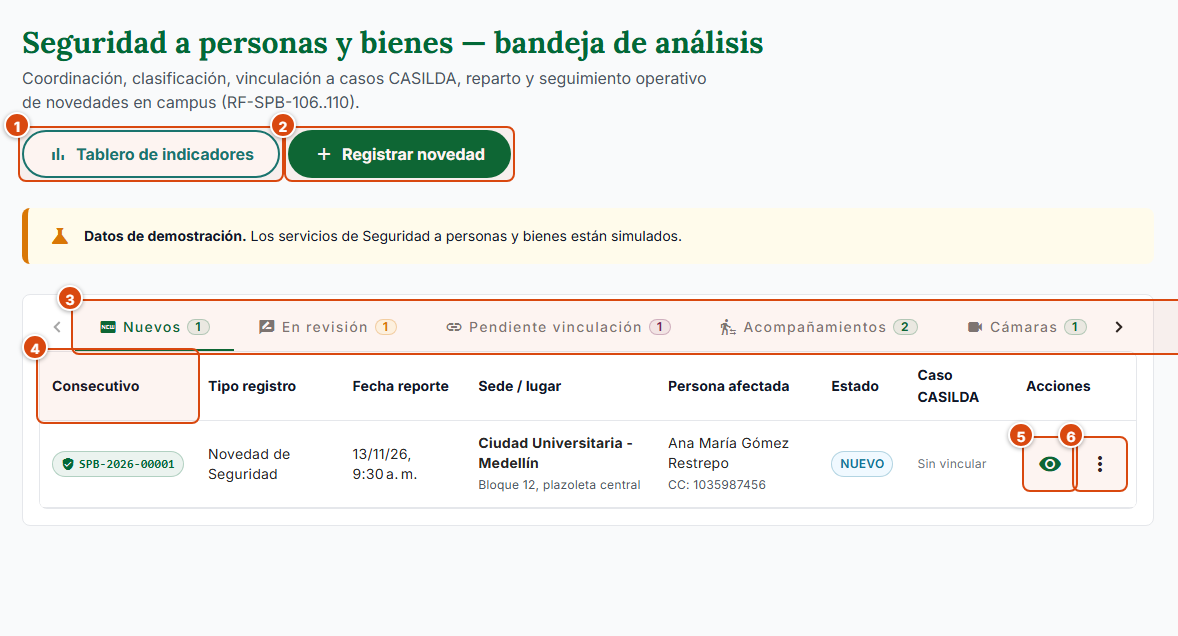 Seguridad a personas y bienes — bandeja de análisis
Coordinación, clasificación, vinculación a casos CASILDA, reparto y seguimiento operativo
de novedades en campus (RF-SPB-106..110).
1
2
Tablero de indicadores
+ Registrar novedad
Datos de demostración. Los servicios de Seguridad a personas y bienes están simulados.
3
NEW Nuevos 1
En revisión 1
Pendiente vinculación 1
Acompañamientos 2
Cámaras 1
4
Consecutivo
Tipo registro
Fecha reporte
Sede / lugar
Persona afectada
Estado
Caso
CASILDA
Acciones
5
6
SPB-2026-00001
Novedad de
Seguridad
13/11/26,
9:30 a. m.
Ciudad Universitaria -
Medellín
Bloque 12, plazoleta central
Ana María Gómez
Restrepo
CC: 1035987456
NUEVO
Sin vincular